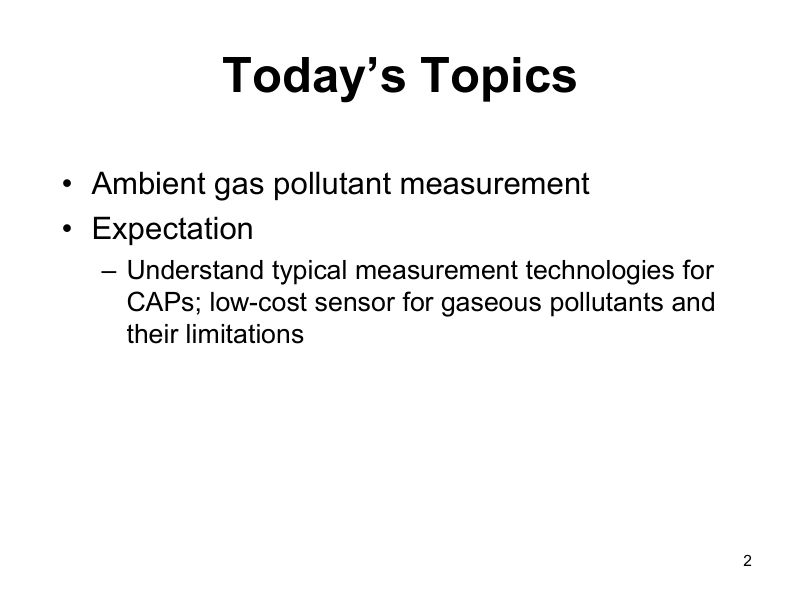 Today’s Topics
• Ambient gas pollutant measurement
• Expectation
– Understand typical measurement technologies for
CAPs; low-cost sensor for gaseous pollutants and
their limitations
2